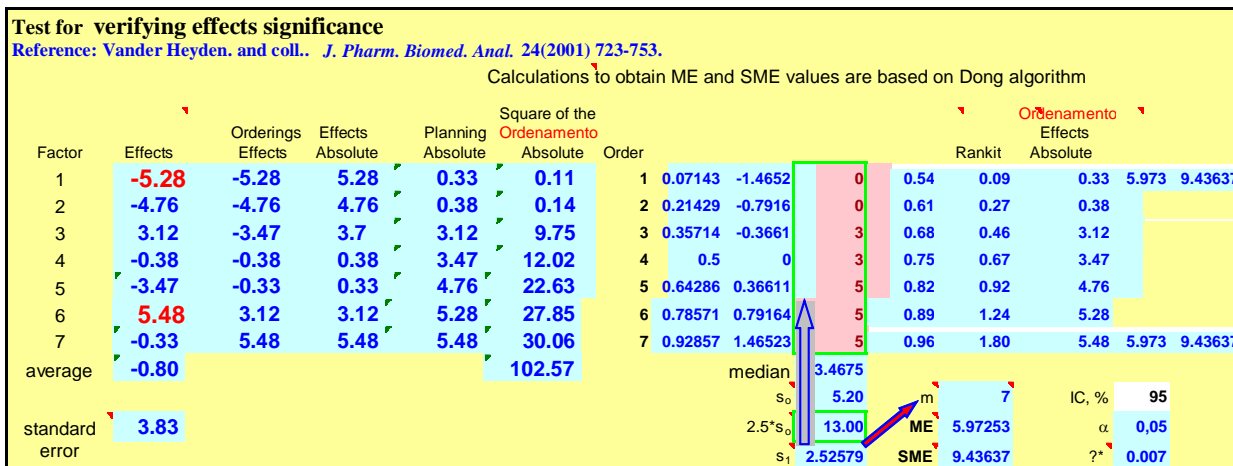 Test for verifying effects significance
Reference: Vander Heyden. and coll.. J. Pharm. Biomed. Anal. 24(2001) 723-753.
Calculations to obtain ME and SME values are based on Dong algorithm
Square of the Ordenamento
Orderings Effects Planning Ordenamento Effects
Factor Effects Effects Absolute Absolute Absolute Order Rankit Absolute
1 -5.28 -5.28 5.28 0.33 0.11 1 0.07143 -1.4652 0 0.54 0.09 0.33 5.973 9.43637
2 -4.76 -4.76 4.76 0.38 0.14 2 0.21429 -0.7916 0 0.61 0.27 0.38
3 3.12 -3.47 3.7 3.12 9.75 3 0.35714 -0.3661 3 0.68 0.46 3.12
4 -0.38 -0.38 0.38 3.47 12.02 4 0.5 0 3 0.75 0.67 3.47
5 -3.47 -0.33 0.33 4.76 22.63 5 0.64286 0.36611 5 0.82 0.92 4.76
6 5.48 3.12 3.12 5.28 27.85 6 0.78571 0.79164 5 0.89 1.24 5.28
7 -0.33 5.48 5.48 5.48 30.06 7 0.92857 1.46523 5 0.96 1.80 5.48 5.973 9.43637
average -0.80 102.57 median 3.4675
s₀ 5.20 m 7 IC, % 95
standard 3.83 2.5*s₀ 13.00 ME 5.97253 α 0,05
error s₁ 2.52579 SME 9.43637 ?* 0.007